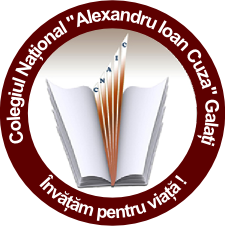 Colegiul Național "Alexandru Ioan Cuza" Galați
C N A I C
Învățăm pentru viață !